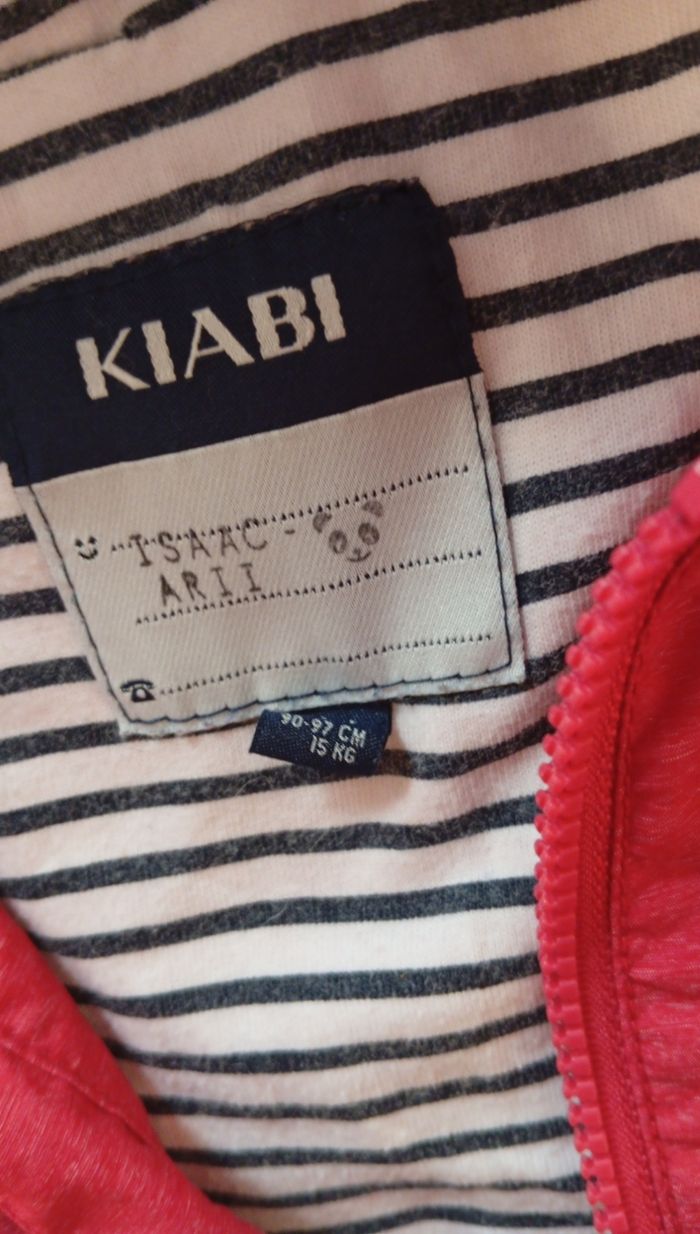 KIABI
ISAAC-
ARII
90-97 CM
15 KG